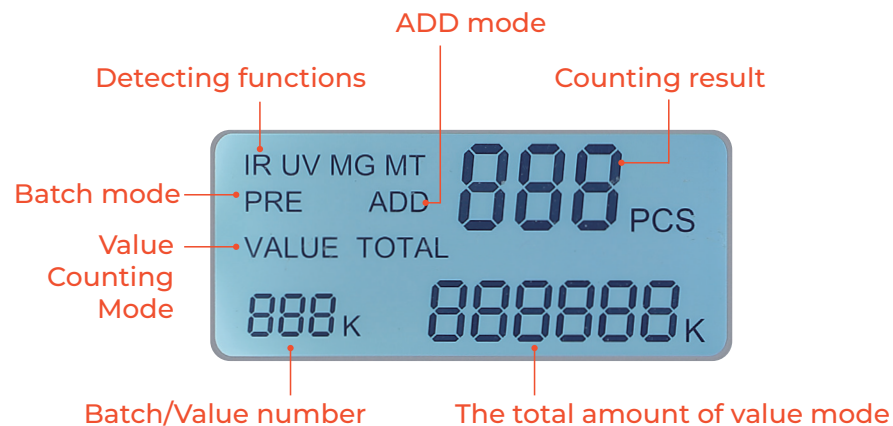 ADD mode
Detecting functions
Counting result
IR UV MG MT
888
Batch mode
PRE ADD
PCS
Value
Counting
Mode
VALUE TOTAL
888 K
888888 K
Batch/Value number
The total amount of value mode